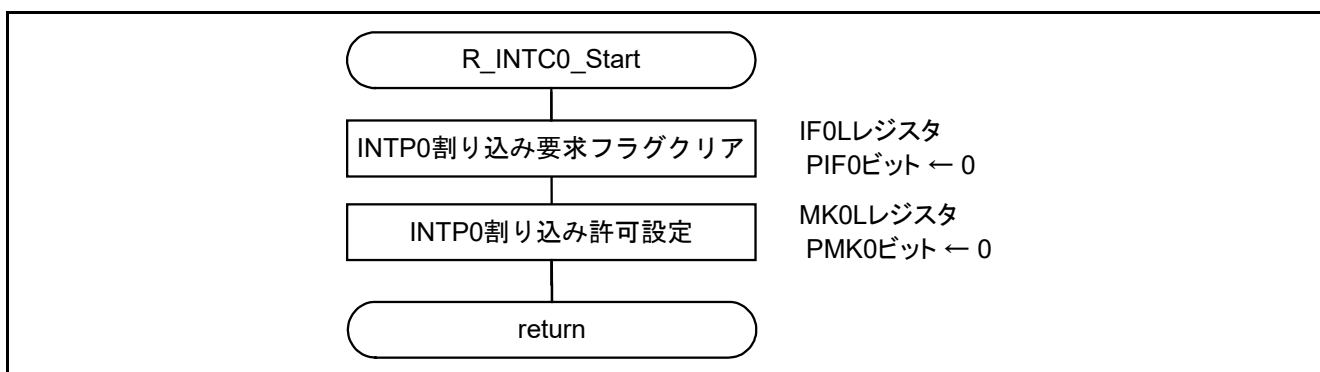 R_INTC0_Start
INTP0割り込み要求フラグクリア
IF0Lレジスタ
PIF0ビット ← 0
INTP0割り込み許可設定
MK0Lレジスタ
PMK0ビット ← 0
return